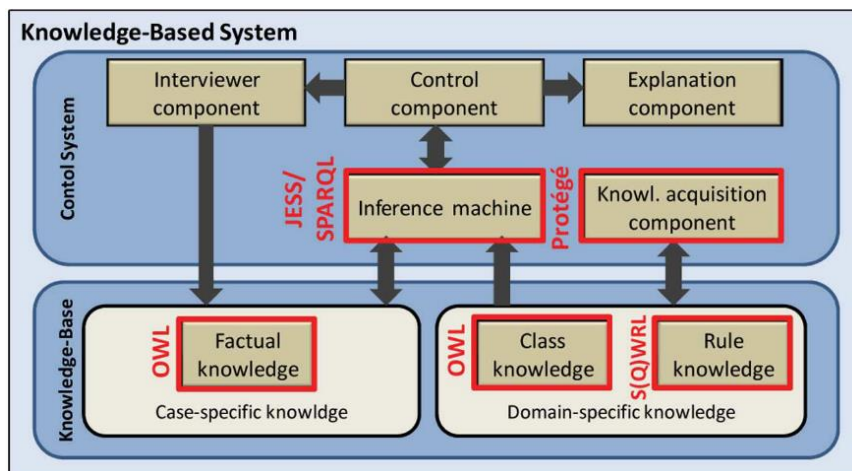 Knowledge-Based System
Contol System
Interviewer
component
Control
component
Explanation
component
JESS/
SPARQL
Inference machine
Protégé
Knowl. acquisition
component
Knowledge-Base
OWL
Factual
knowledge
Case-specific knowldge
OWL
Class
knowledge
S(Q)WRL
Rule
knowledge
Domain-specific knowledge